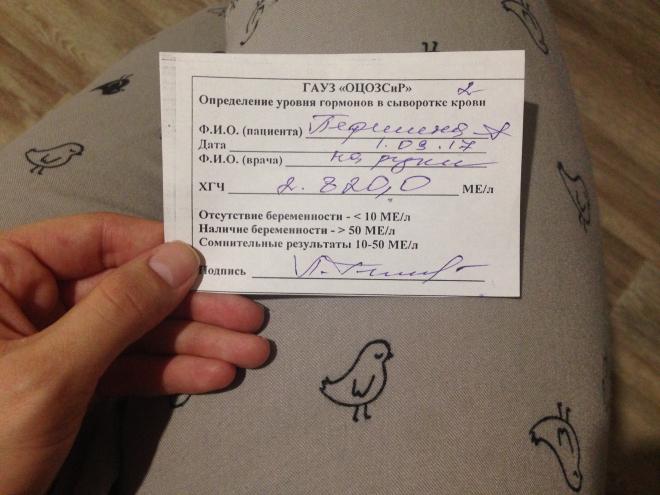 ГАУЗ «ОЦОЗСиР»
2
Определение уровня гормонов в сыворотке крови
Ф.И.О. (пациента)
Дата 1.09.17
Ф.И.О. (врача) на руки
ХГЧ 2.820,0 МЕ/л
Отсутствие беременности - < 10 МЕ/л
Наличие беременности - > 50 МЕ/л
Сомнительные результаты 10-50 МЕ/л
Подпись